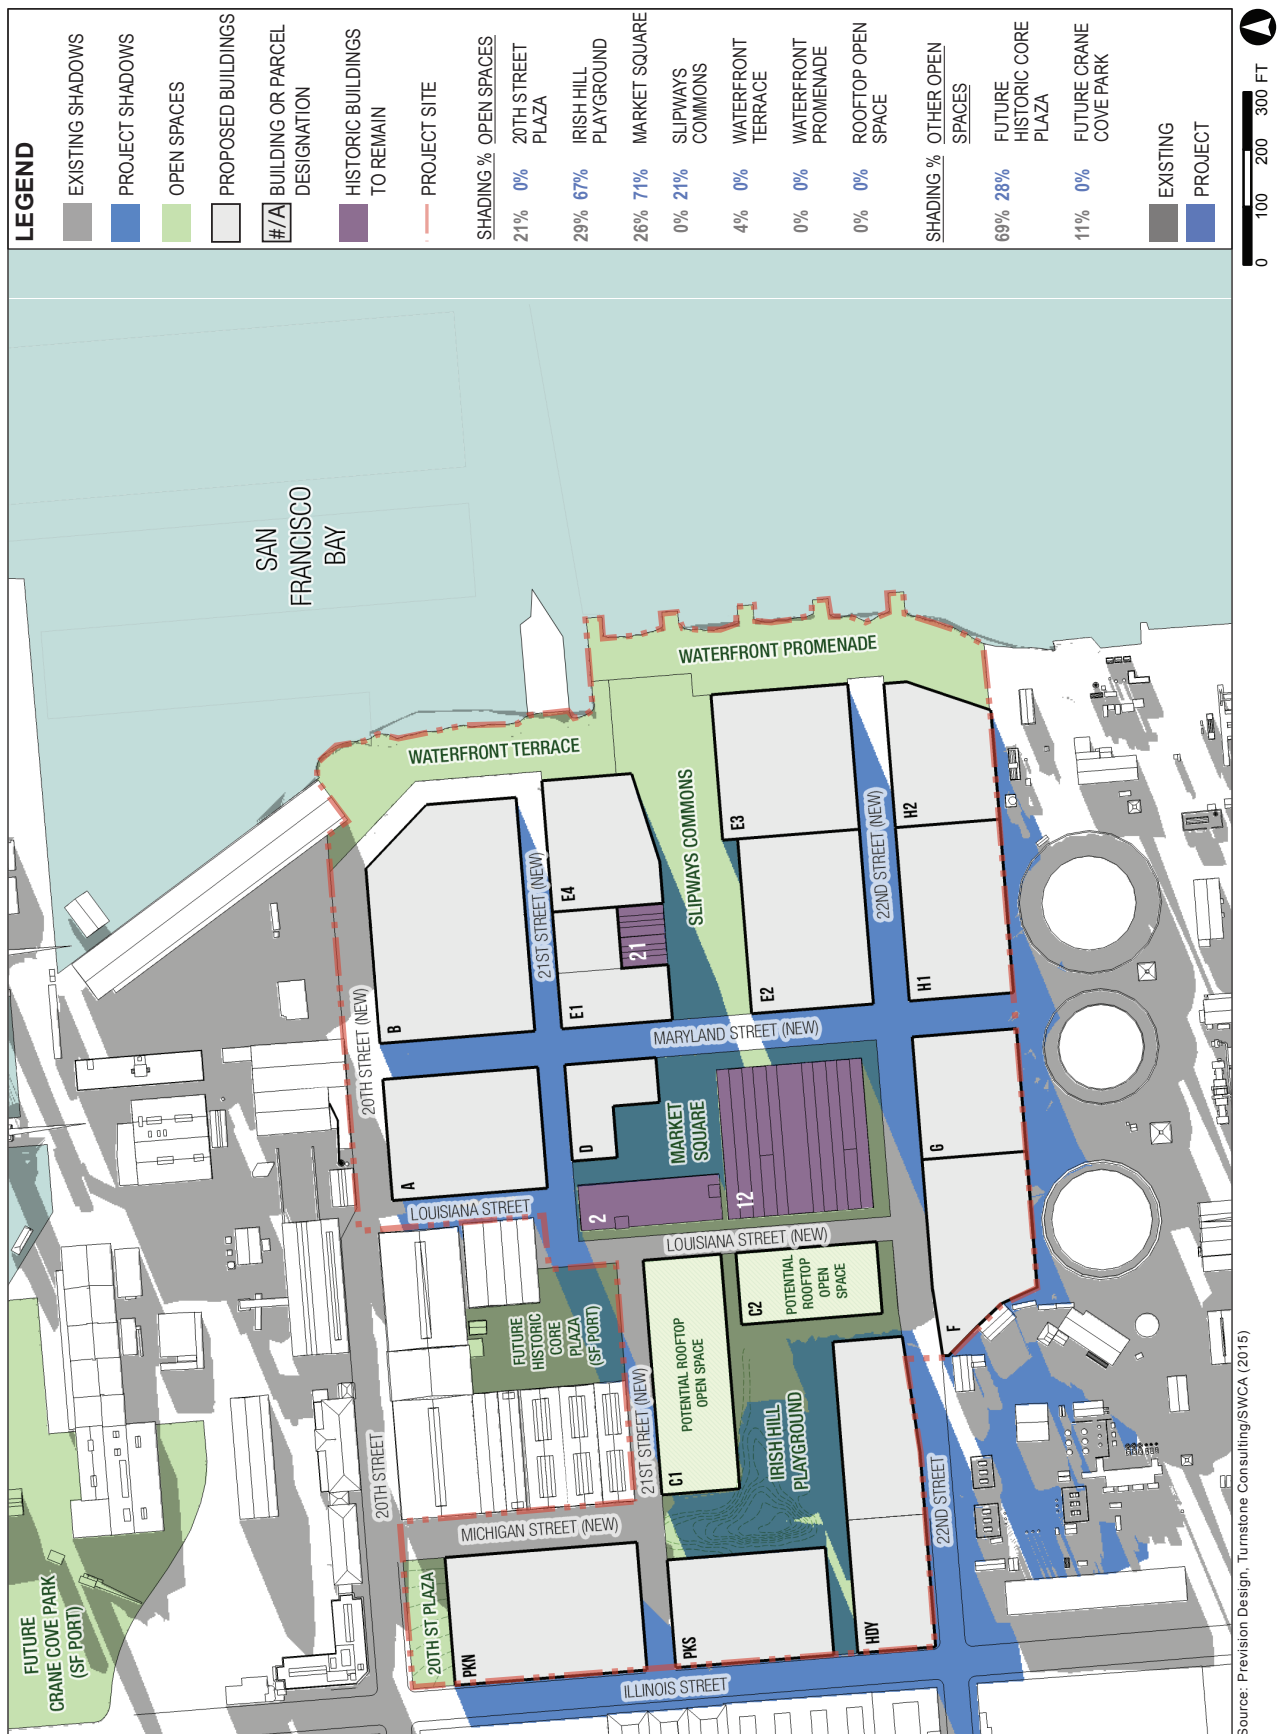 LEGEND
EXISTING SHADOWS
PROJECT SHADOWS
OPEN SPACES
PROPOSED BUILDINGS
#/A BUILDING OR PARCEL
DESIGNATION
HISTORIC BUILDINGS
TO REMAIN
PROJECT SITE
SHADING % OPEN SPACES
21% 0% 20TH STREET
PLAZA
29% 67% IRISH HILL
PLAYGROUND
26% 71% MARKET SQUARE
0% 21% SLIPWAYS
COMMONS
4% 0% WATERFRONT
TERRACE
0% 0% WATERFRONT
PROMENADE
0% 0% ROOFTOP OPEN
SPACE
SHADING % OTHER OPEN
SPACES
69% 28% FUTURE
HISTORIC CORE
PLAZA
11% 0% FUTURE CRANE
COVE PARK
EXISTING
PROJECT
0 100 200 300 FT
SAN
FRANCISCO
BAY
WATERFRONT TERRACE
WATERFRONT PROMENADE
SLIPWAYS COMMONS
E3
H2
E4
21ST STREET (NEW)
22ND STREET (NEW)
21
B
E1
E2
H1
20TH STREET (NEW)
MARYLAND STREET (NEW)
A
D
MARKET
SQUARE
G
LOUISIANA STREET
2
12
LOUISIANA STREET (NEW)
FUTURE
HISTORIC
CORE
PLAZA
(SF PORT)
POTENTIAL ROOFTOP
OPEN SPACE
C1
C2
POTENTIAL
ROOFTOP
OPEN
SPACE
F
21ST STREET (NEW)
IRISH HILL
PLAYGROUND
20TH STREET
MICHIGAN STREET (NEW)
22ND STREET
FUTURE
CRANE COVE PARK
(SF PORT)
20TH ST PLAZA
PKN
PKS
HDY
ILLINOIS STREET
Source: Prevision Design, Turnstone Consulting/SWCA (2015)